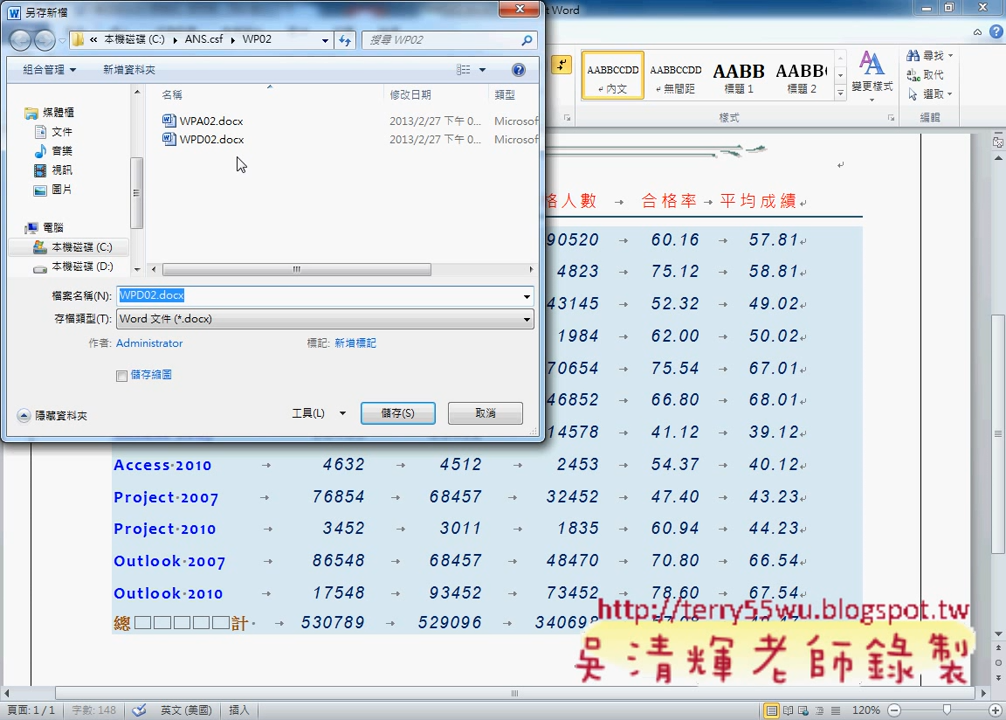 另存新檔
Word
« 本機磁碟 (C:) ▸ ANS.csf ▸ WP02
搜尋 WP02
組合管理 ▼ 新增資料夾
名稱 修改日期 類型
媒體櫃
文件
音樂
視訊
圖片
電腦
本機磁碟 (C:)
本機磁碟 (D:)
WPA02.docx 2013/2/27 下午 0... Microsof
WPD02.docx 2013/2/27 下午 0... Microsof
檔案名稱(N): WPD02.docx
存檔類型(T): Word 文件 (*.docx)
作者: Administrator 標記: 新增標記
儲存縮圖
隱藏資料夾 工具(L) 儲存(S) 取消
AABBCCDD AABBCCDD AABB AABB(
↵內文 ↵無間距 標題 1 標題 2 變更樣式
尋找
取代
選取
樣式 編輯
格人數 → 合格率 → 平均成績
90520 → 60.16 → 57.81
4823 → 75.12 → 58.81
43145 → 52.32 → 49.02
1984 → 62.00 → 50.02
70654 → 75.54 → 67.01
46852 → 66.80 → 68.01
14578 → 41.12 → 39.12
Access·2010 → 4632 → 4512 → 2453 → 54.37 → 40.12
Project·2007 → 76854 → 68457 → 32452 → 47.40 → 43.23
Project·2010 → 3452 → 3011 → 1835 → 60.94 → 44.23
Outlook·2007 → 86548 → 68457 → 48470 → 70.80 → 66.54
Outlook·2010 → 17548 → 93452 → 73452 → 78.60 → 67.54
總□□□□□計 → 530789 → 529096 → 340698
http://terry55wu.blogspot.tw
吳清輝老師錄製
頁面: 1/1 字數: 148 英文 (美國) 插入 120%